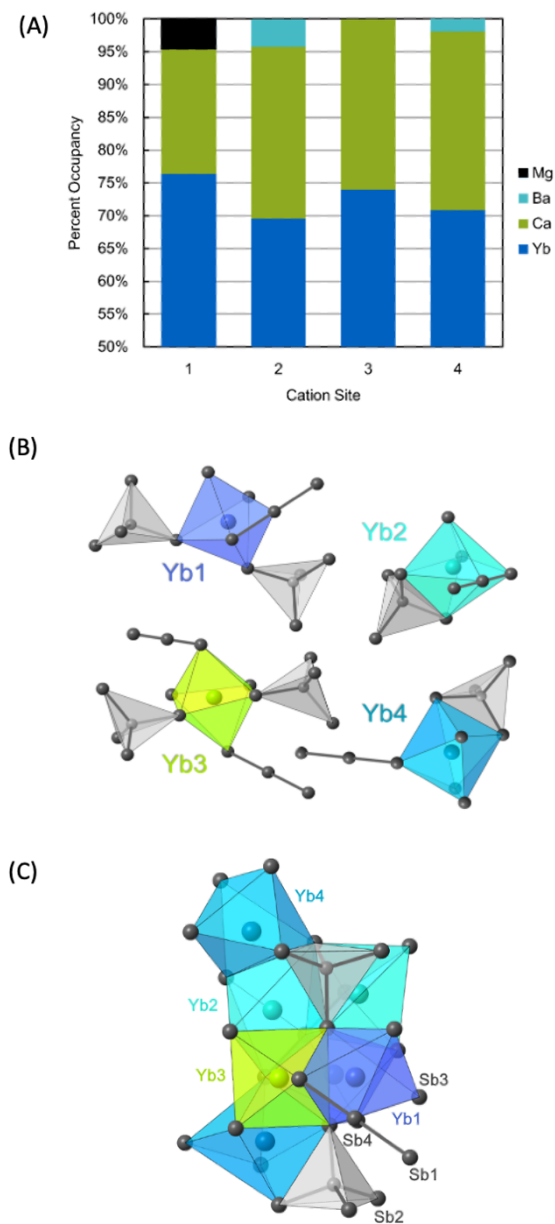 (A)
100%
95%
90%
85%
80%
75%
70%
65%
60%
55%
50%
Percent Occupancy
1 2 3 4
Cation Site
Mg
Ba
Ca
Yb
(B)
Yb1
Yb2
Yb3
Yb4
(C)
Yb4
Yb2
Yb3
Sb3
Yb1
Sb4
Sb1
Sb2